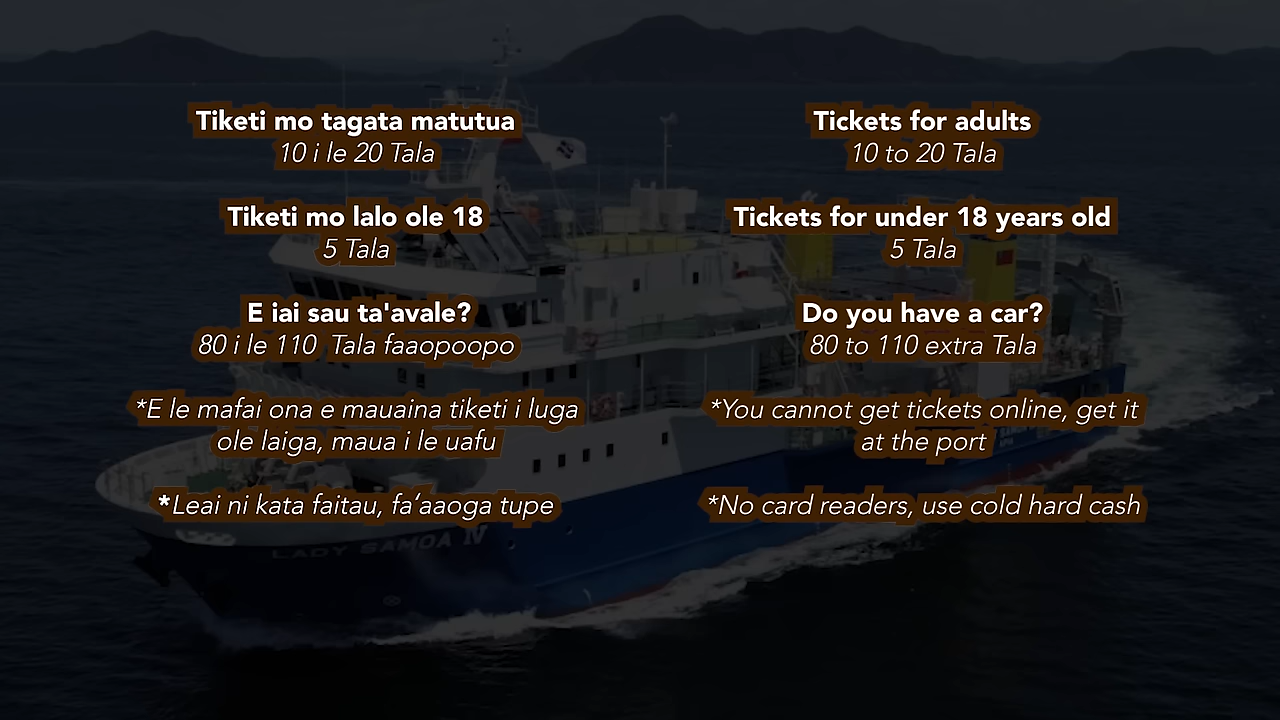 Tiketi mo tagata matutua
10 i le 20 Tala
Tiketi mo lalo ole 18
5 Tala
E iai sau ta'avale?
80 i le 110  Tala faaopoopo
*E le mafai ona e mauaina tiketi i luga
ole laiga, maua i le uafu
*Leai ni kata faitau, fa‘aaoga tupe
Tickets for adults
10 to 20 Tala
Tickets for under 18 years old
5 Tala
Do you have a car?
80 to 110 extra Tala
*You cannot get tickets online, get it
at the port
*No card readers, use cold hard cash
LADY SAMOA IV